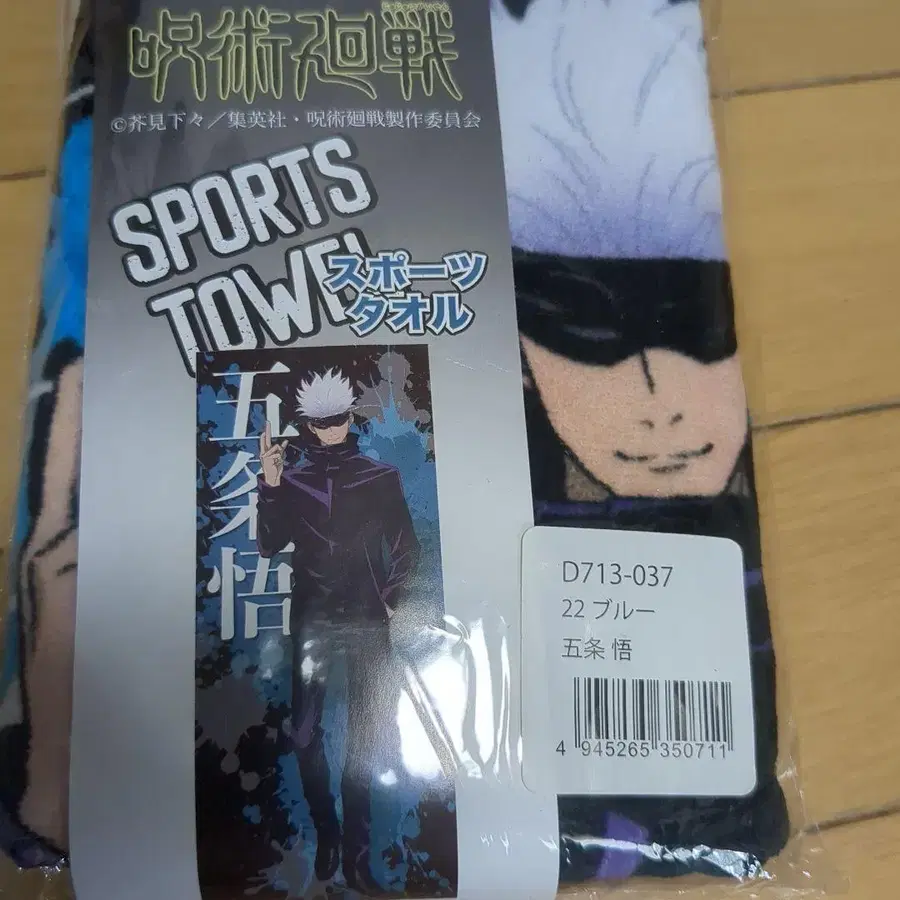 呪術廻戦
©芥見下々／集英社・呪術廻戦製作委員会
SPORTS
TOWEL
スポーツ
タオル
五条悟
D713-037
22 ブルー
五条 悟
4 945265 350711